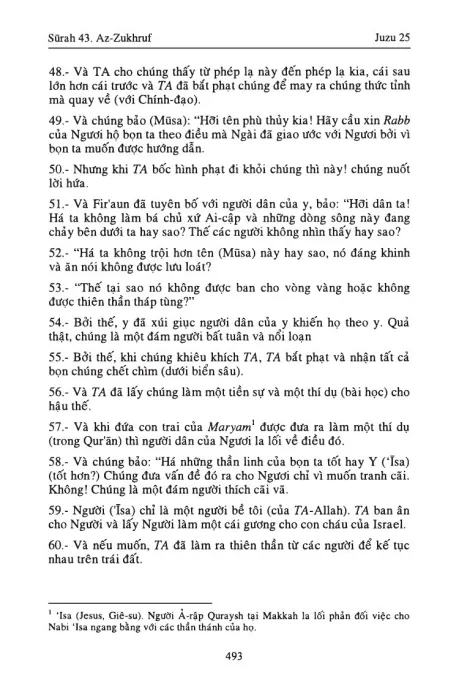 Sūrah 43. Az-Zukhruf Juzu 25
48.- Và TA cho chúng thấy từ phép lạ này đến phép lạ kia, cái sau
lớn hơn cái trước và TA đã bắt phạt chúng để may ra chúng thức tỉnh
mà quay về (với Chính-đạo).
49.- Và chúng bảo (Mūsa): “Hỡi tên phù thủy kia! Hãy cầu xin Rabb
của Ngươi hộ bọn ta theo điều mà Ngài đã giao ước với Ngươi bởi vì
bọn ta muốn được hướng dẫn.
50.- Nhưng khi TA bốc hình phạt đi khỏi chúng thì này! chúng nuốt
lời hứa.
51.- Và Fir'aun đã tuyên bố với người dân của y, bảo: “Hỡi dân ta!
Há ta không làm bá chủ xứ Ai-cập và những dòng sông này đang
chảy bên dưới ta hay sao? Thế các người không nhìn thấy hay sao?
52.- “Há ta không trội hơn tên (Mūsa) này hay sao, nó đáng khinh
và ăn nói không được lưu loát?
53.- “Thế tại sao nó không được ban cho vòng vàng hoặc không
được thiên thần tháp tùng?”
54.- Bởi thế, y đã xúi giục người dân của y khiến họ theo y. Quả
thật, chúng là một đám người bất tuân và nổi loạn
55.- Bởi thế, khi chúng khiêu khích TA, TA bắt phạt và nhận tất cả
bọn chúng chết chìm (dưới biển sâu).
56.- Và TA đã lấy chúng làm một tiền sự và một thí dụ (bài học) cho
hậu thế.
57.- Và khi đứa con trai của Maryam¹ được đưa ra làm một thí dụ
(trong Qur'ān) thì người dân của Ngươi la lối về điều đó.
58.- Và chúng bảo: “Há những thần linh của bọn ta tốt hay Y (‘Īsa)
(tốt hơn?) Chúng đưa vấn đề đó ra cho Ngươi chỉ vì muốn tranh cãi.
Không! Chúng là một đám người thích cãi vã.
59.- Người (‘Īsa) chỉ là một người bề tôi (của TA-Allah). TA ban ân
cho Người và lấy Người làm một cái gương cho con cháu của Israel.
60.- Và nếu muốn, TA đã làm ra thiên thần từ các người để kế tục
nhau trên trái đất.
¹ ‘Isa (Jesus, Giê-su). Người Ả-rập Quraysh tại Makkah la lối phản đối việc cho
Nabi ‘Isa ngang bằng với các thần thánh của họ.
493